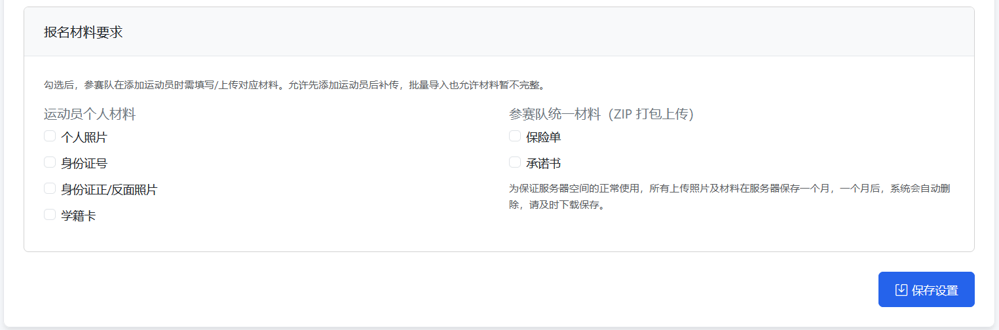 报名材料要求
勾选后，参赛队在添加运动员时需填写/上传对应材料。允许先添加运动员后补传，批量导入也允许材料暂不完整。
运动员个人材料
个人照片
身份证号
身份证正/反面照片
学籍卡
参赛队统一材料（ZIP 打包上传）
保险单
承诺书
为保证服务器空间的正常使用，所有上传照片及材料在服务器保存一个月，一个月后，系统会自动删
除，请及时下载保存。
保存设置